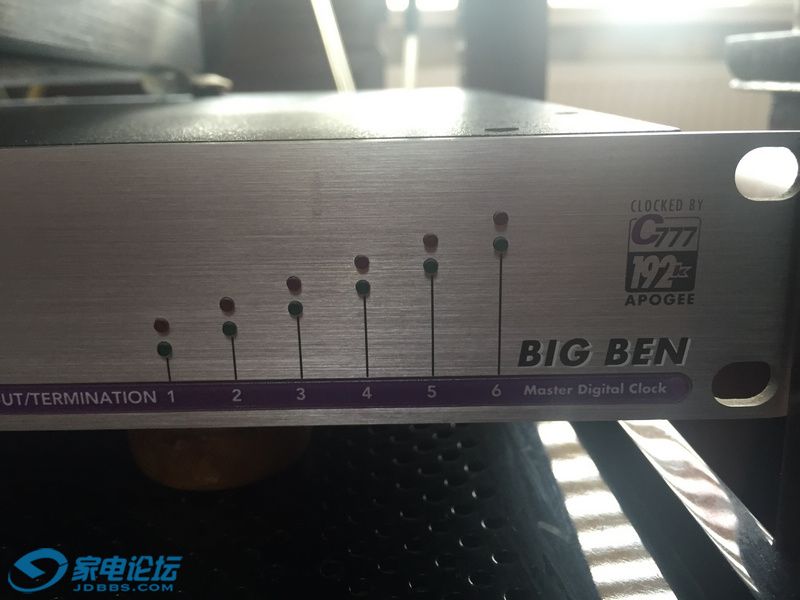 CLOCKED BY
C777
192k
APOGEE
BIG BEN
UT/TERMINATION 1 2 3 4 5 6 Master Digital Clock
家电论坛
JDBBS.COM